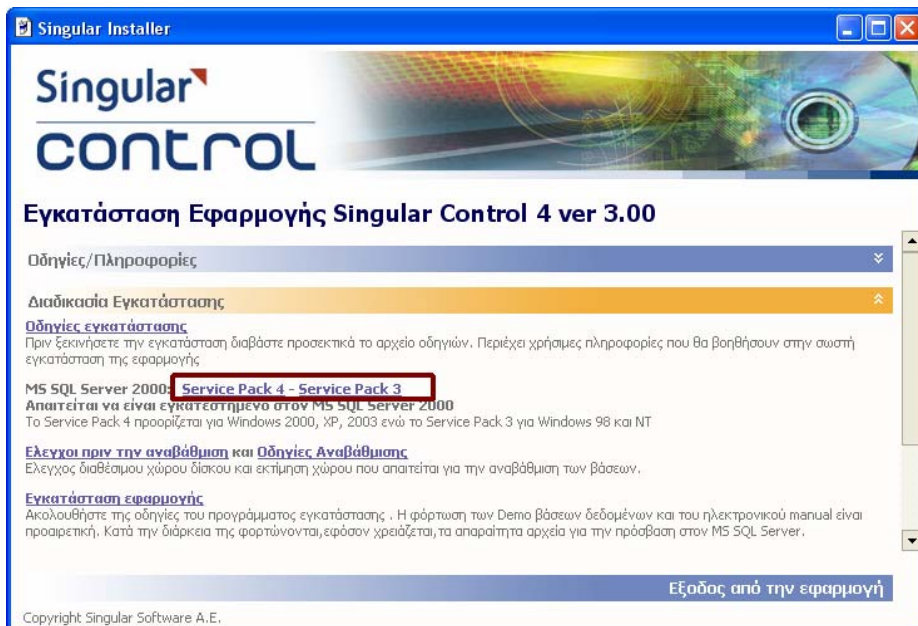 Singular Installer
Singular
control
Εγκατάσταση Εφαρμογής Singular Control 4 ver 3.00
Οδηγίες/Πληροφορίες
Διαδικασία Εγκατάστασης
Οδηγίες εγκατάστασης
Πριν ξεκινήσετε την εγκατάσταση διαβάστε προσεκτικά το αρχείο οδηγιών. Περιέχει χρήσιμες πληροφορίες που θα βοηθήσουν στην σωστή
εγκατάσταση της εφαρμογής
MS SQL Server 2000: Service Pack 4 - Service Pack 3
Απαιτείται να είναι εγκατεστημένο στον MS SQL Server 2000
Το Service Pack 4 προορίζεται για Windows 2000, XP, 2003 ενώ το Service Pack 3 για Windows 98 και NT
Ελεγχοι πριν την αναβάθμιση και Οδηγίες Αναβάθμισης
Ελεγχος διαθέσιμου χώρου δίσκου και εκτίμηση χώρου που απαιτείται για την αναβάθμιση των βάσεων.
Εγκατάσταση εφαρμογής
Ακολουθήστε της οδηγίες του προγράμματος εγκατάστασης . Η φόρτωση των Demo βάσεων δεδομένων και του ηλεκτρονικού manual είναι
προαιρετική. Κατά την διάρκεια της φορτώνονται,εφόσον χρειάζεται,τα απαραίτητα αρχεία για την πρόσβαση στον MS SQL Server.
Εξοδος από την εφαρμογή
Copyright Singular Software A.E.